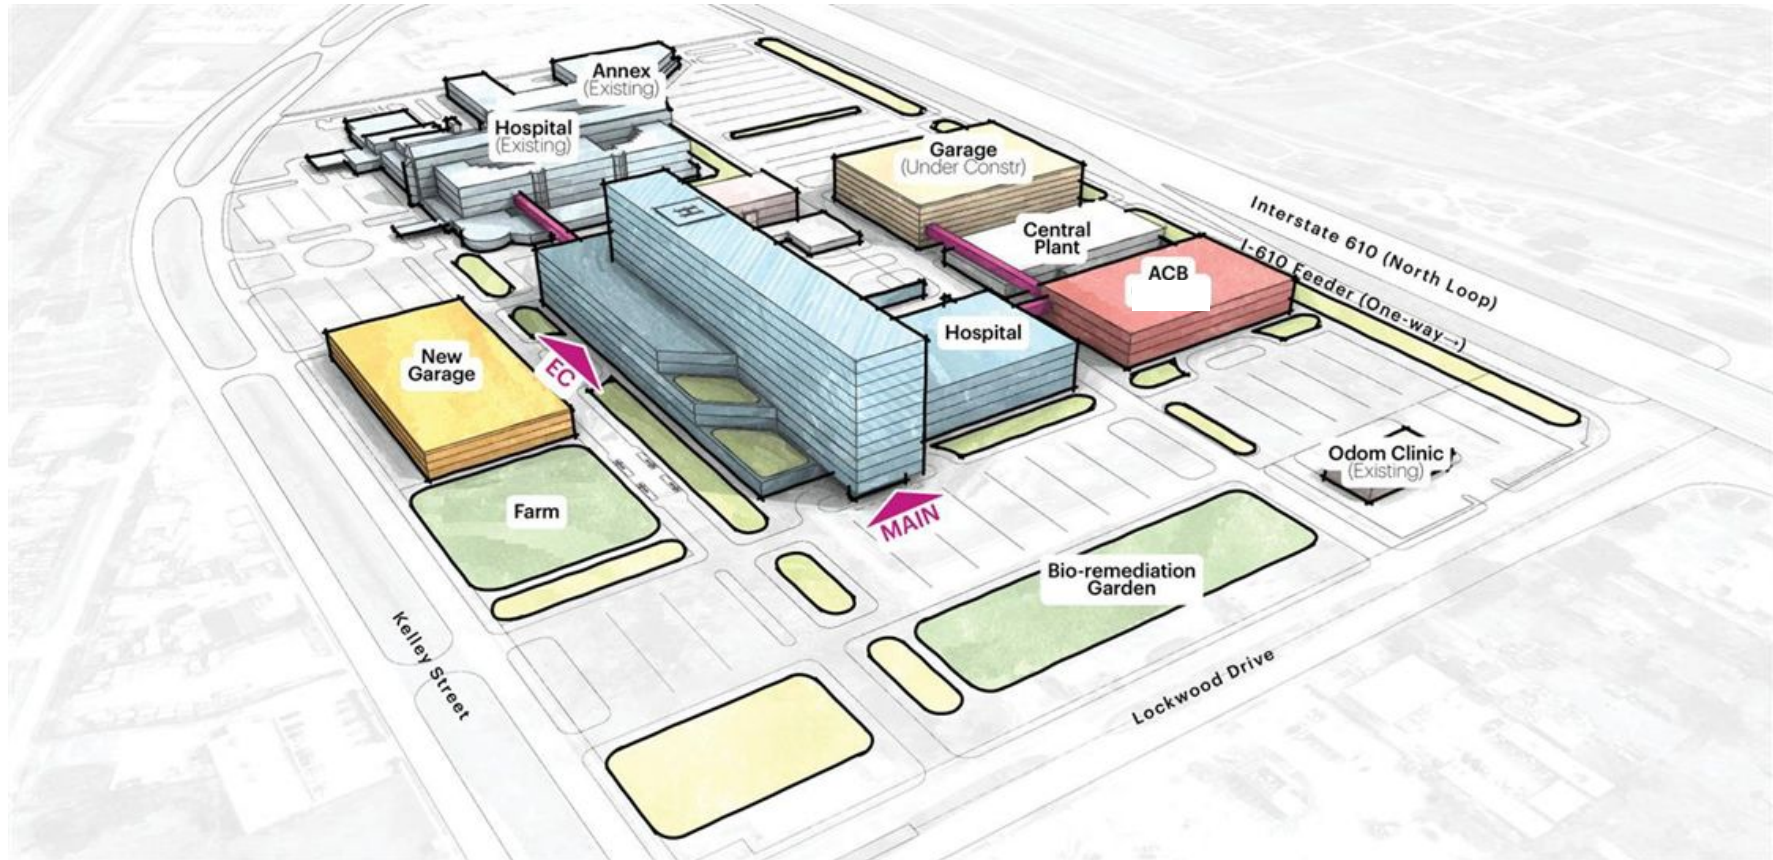 Annex
(Existing)
Hospital
(Existing)
Garage
(Under Constr)
Central
Plant
Interstate 610 (North Loop)
I-610 Feeder (One-way→)
ACB
H
Hospital
New
Garage
EC
Odom Clinic
(Existing)
Farm
MAIN
Bio-remediation
Garden
Kelley Street
Lockwood Drive